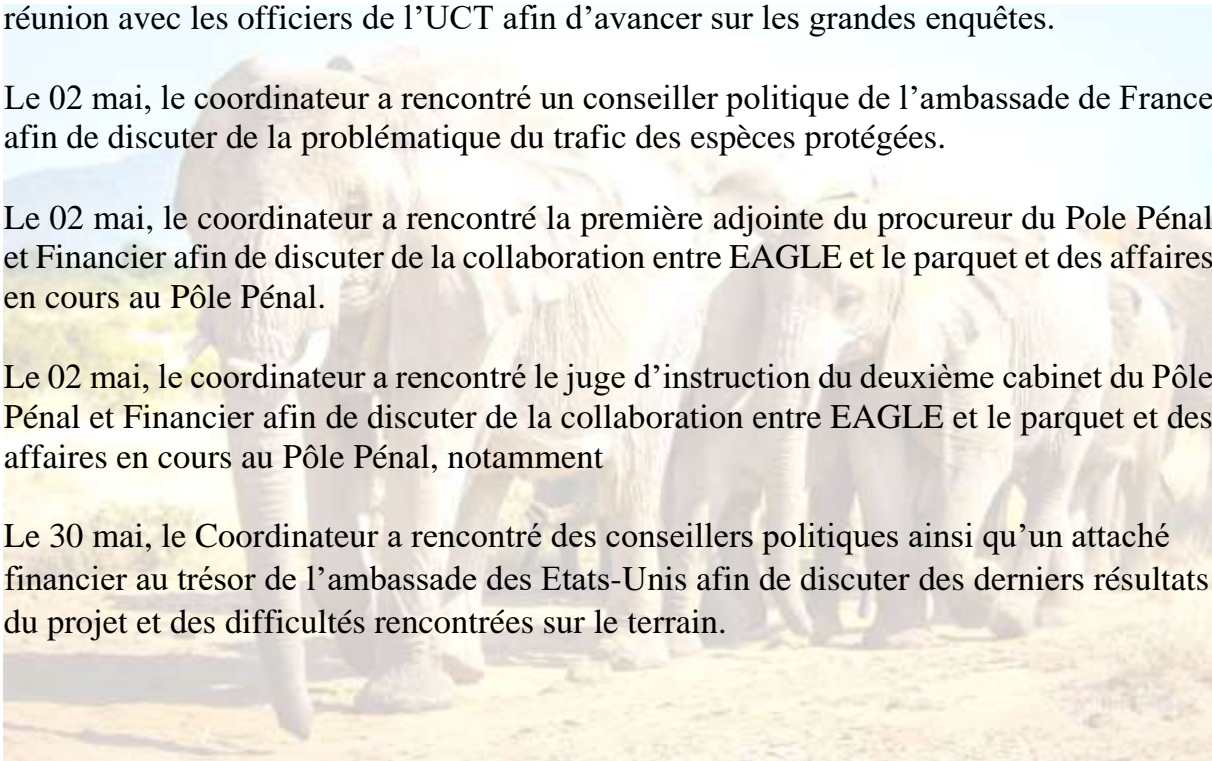 réunion avec les officiers de l’UCT afin d’avancer sur les grandes enquêtes.
Le 02 mai, le coordinateur a rencontré un conseiller politique de l’ambassade de France
afin de discuter de la problématique du trafic des espèces protégées.
Le 02 mai, le coordinateur a rencontré la première adjointe du procureur du Pole Pénal
et Financier afin de discuter de la collaboration entre EAGLE et le parquet et des affaires
en cours au Pôle Pénal.
Le 02 mai, le coordinateur a rencontré le juge d’instruction du deuxième cabinet du Pôle
Pénal et Financier afin de discuter de la collaboration entre EAGLE et le parquet et des
affaires en cours au Pôle Pénal, notamment
Le 30 mai, le Coordinateur a rencontré des conseillers politiques ainsi qu’un attaché
financier au trésor de l’ambassade des Etats-Unis afin de discuter des derniers résultats
du projet et des difficultés rencontrées sur le terrain.